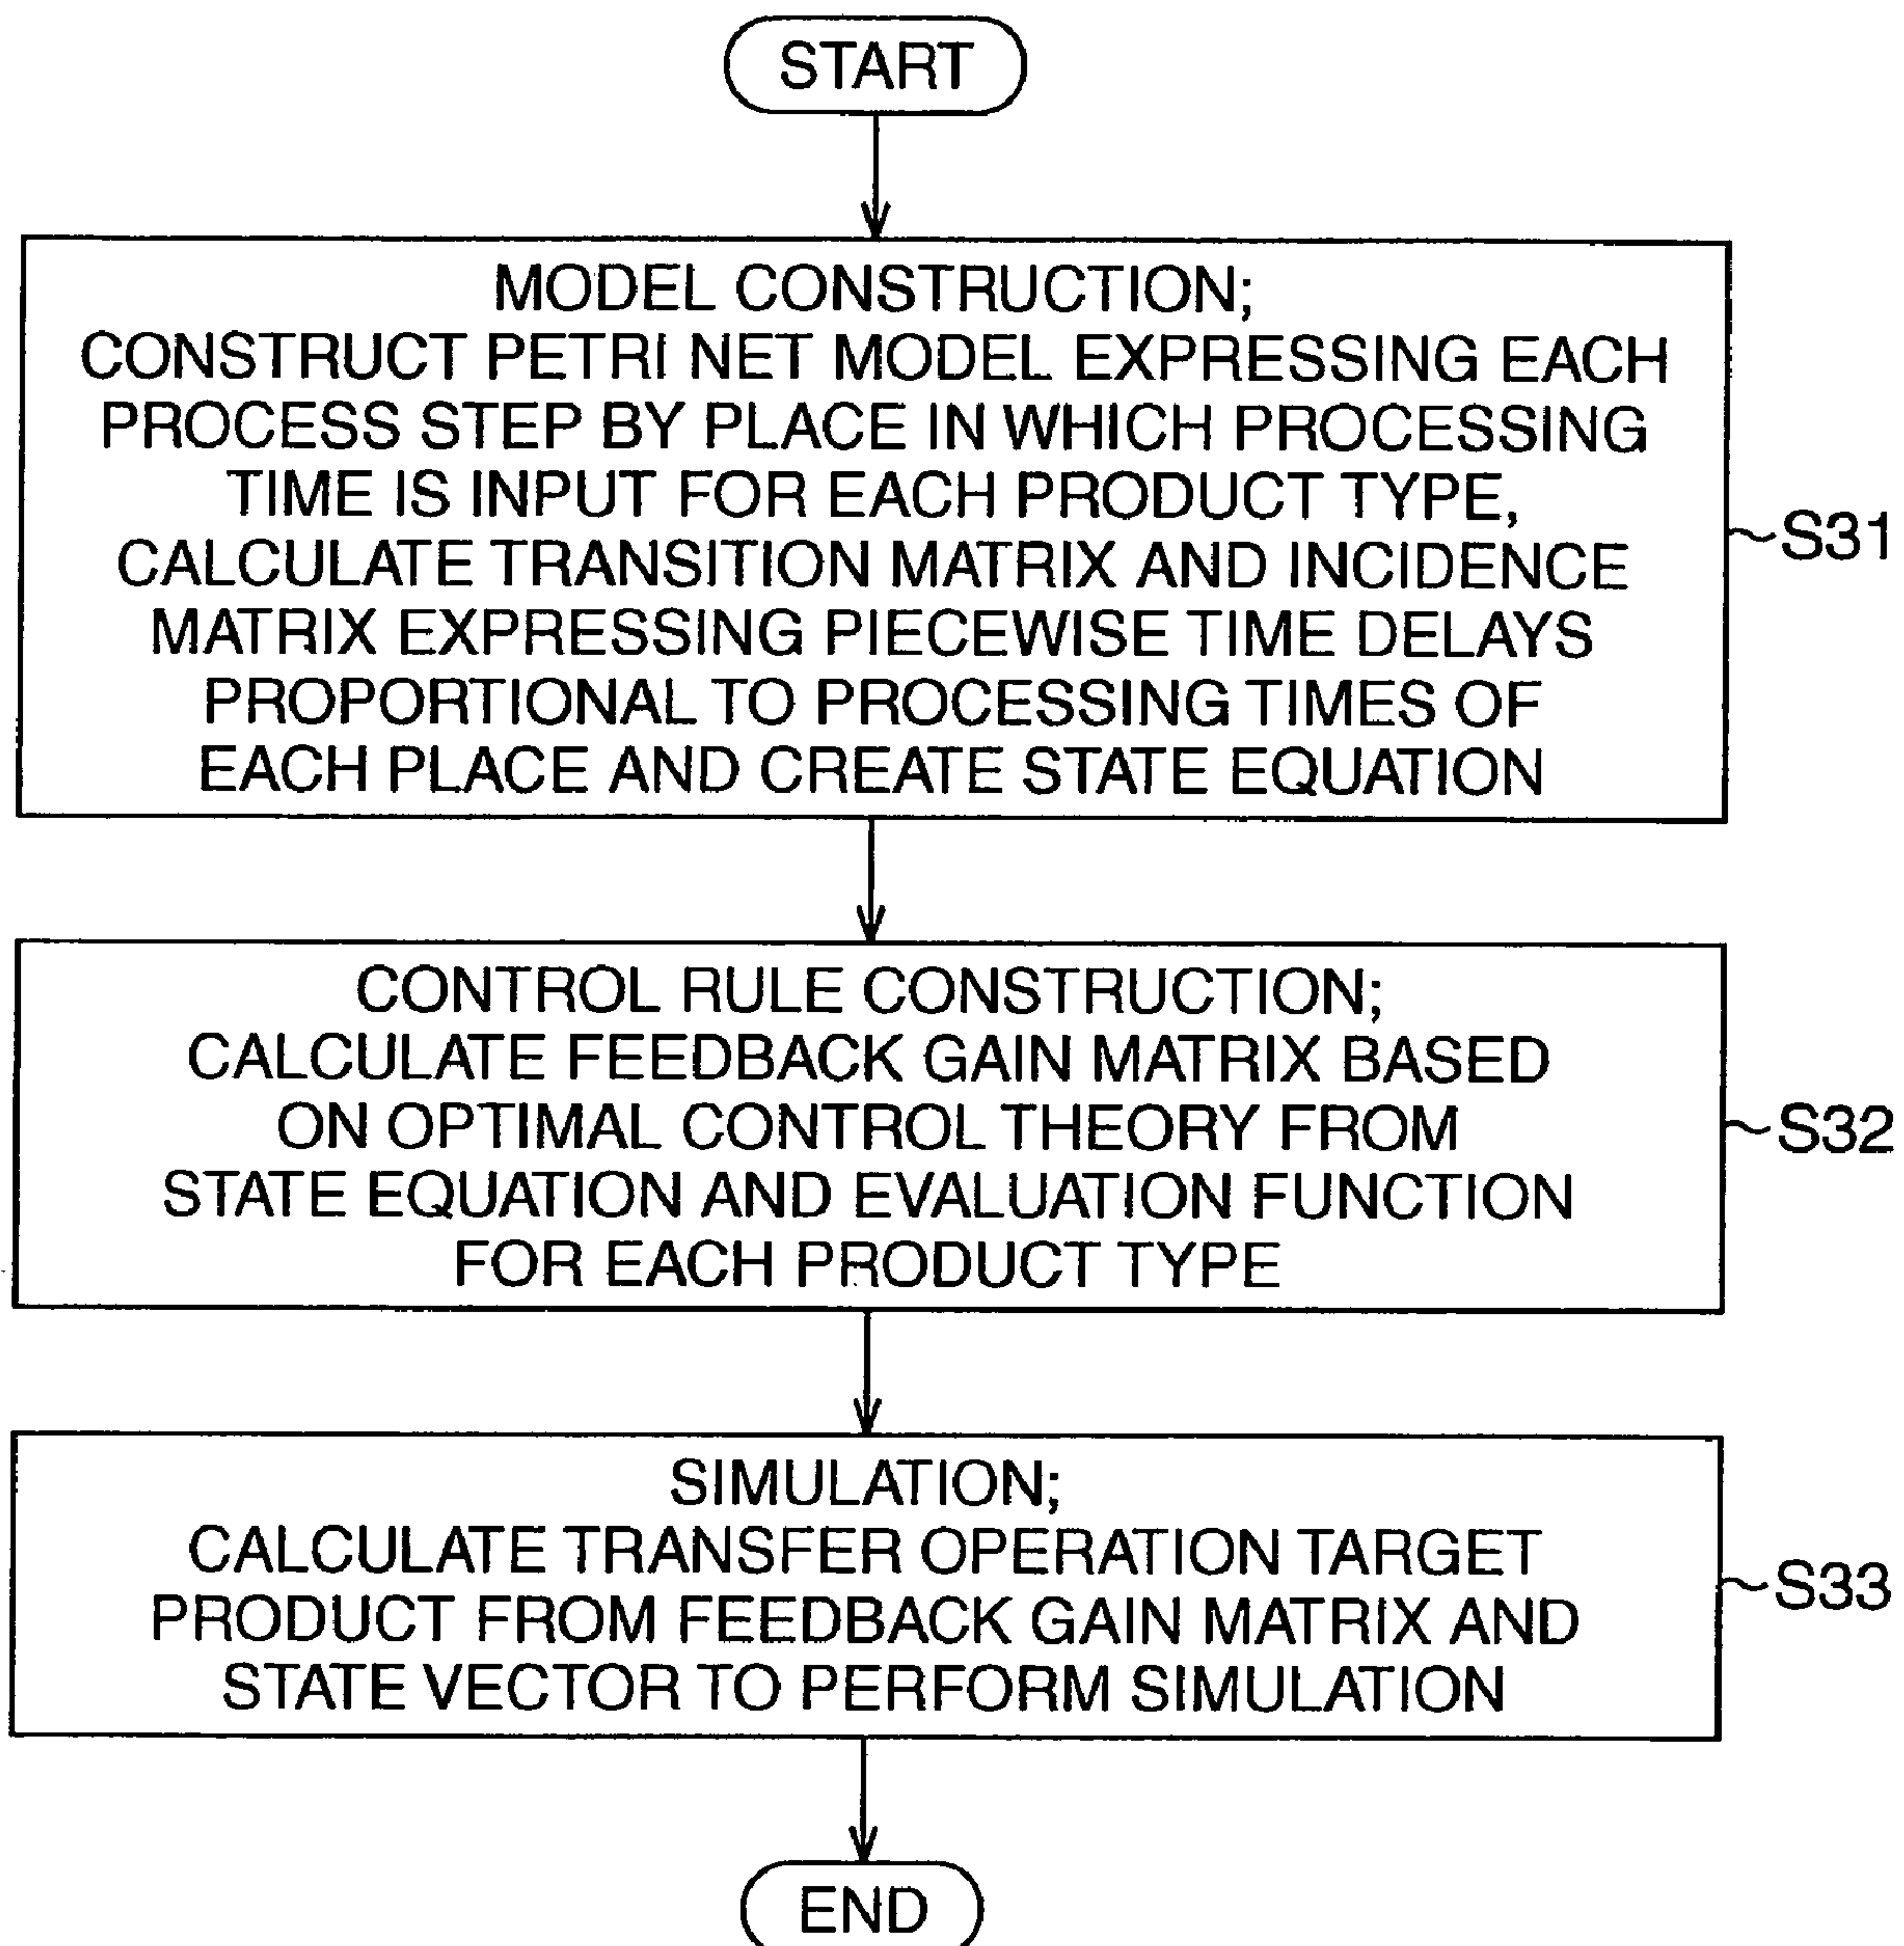 START
MODEL CONSTRUCTION;
CONSTRUCT PETRI NET MODEL EXPRESSING EACH
PROCESS STEP BY PLACE IN WHICH PROCESSING
TIME IS INPUT FOR EACH PRODUCT TYPE,
CALCULATE TRANSITION MATRIX AND INCIDENCE
MATRIX EXPRESSING PIECEWISE TIME DELAYS
PROPORTIONAL TO PROCESSING TIMES OF
EACH PLACE AND CREATE STATE EQUATION
S31
CONTROL RULE CONSTRUCTION;
CALCULATE FEEDBACK GAIN MATRIX BASED
ON OPTIMAL CONTROL THEORY FROM
STATE EQUATION AND EVALUATION FUNCTION
FOR EACH PRODUCT TYPE
S32
SIMULATION;
CALCULATE TRANSFER OPERATION TARGET
PRODUCT FROM FEEDBACK GAIN MATRIX AND
STATE VECTOR TO PERFORM SIMULATION
S33
END